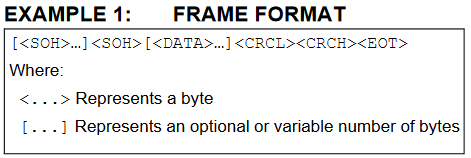 EXAMPLE 1: FRAME FORMAT
[<SOH>…]<SOH>[<DATA>…]<CRCL><CRCH><EOT>
Where:
<...> Represents a byte
[...] Represents an optional or variable number of bytes